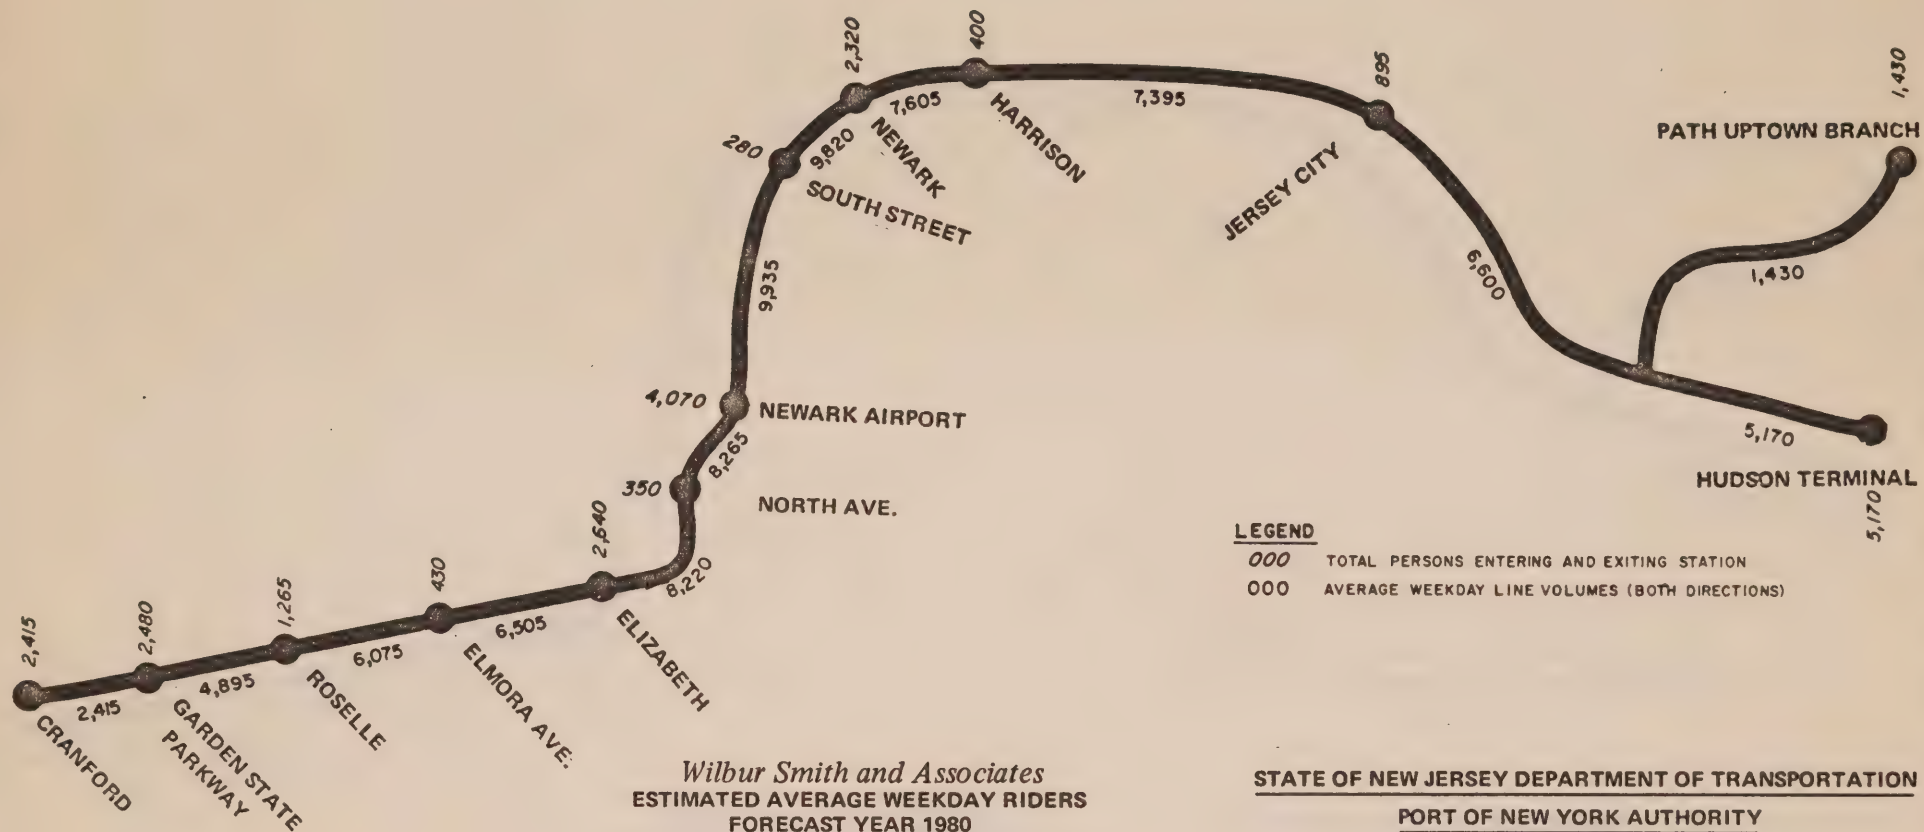 2,415
CRANFORD
2,415
2,480
GARDEN STATE
PARKWAY
4,895
1,265
ROSELLE
6,075
430
ELMORA AVE.
6,505
2,640
ELIZABETH
8,220
350
NORTH AVE.
8,265
4,070
NEWARK AIRPORT
9,935
280
SOUTH STREET
9,820
2,320
NEWARK
7,605
400
HARRISON
7,395
895
JERSEY CITY
6,600
1,430
PATH UPTOWN BRANCH
1,430
5,170
HUDSON TERMINAL
5,170
LEGEND
000 TOTAL PERSONS ENTERING AND EXITING STATION
000 AVERAGE WEEKDAY LINE VOLUMES (BOTH DIRECTIONS)
Wilbur Smith and Associates
ESTIMATED AVERAGE WEEKDAY RIDERS
FORECAST YEAR 1980
STATE OF NEW JERSEY DEPARTMENT OF TRANSPORTATION
PORT OF NEW YORK AUTHORITY